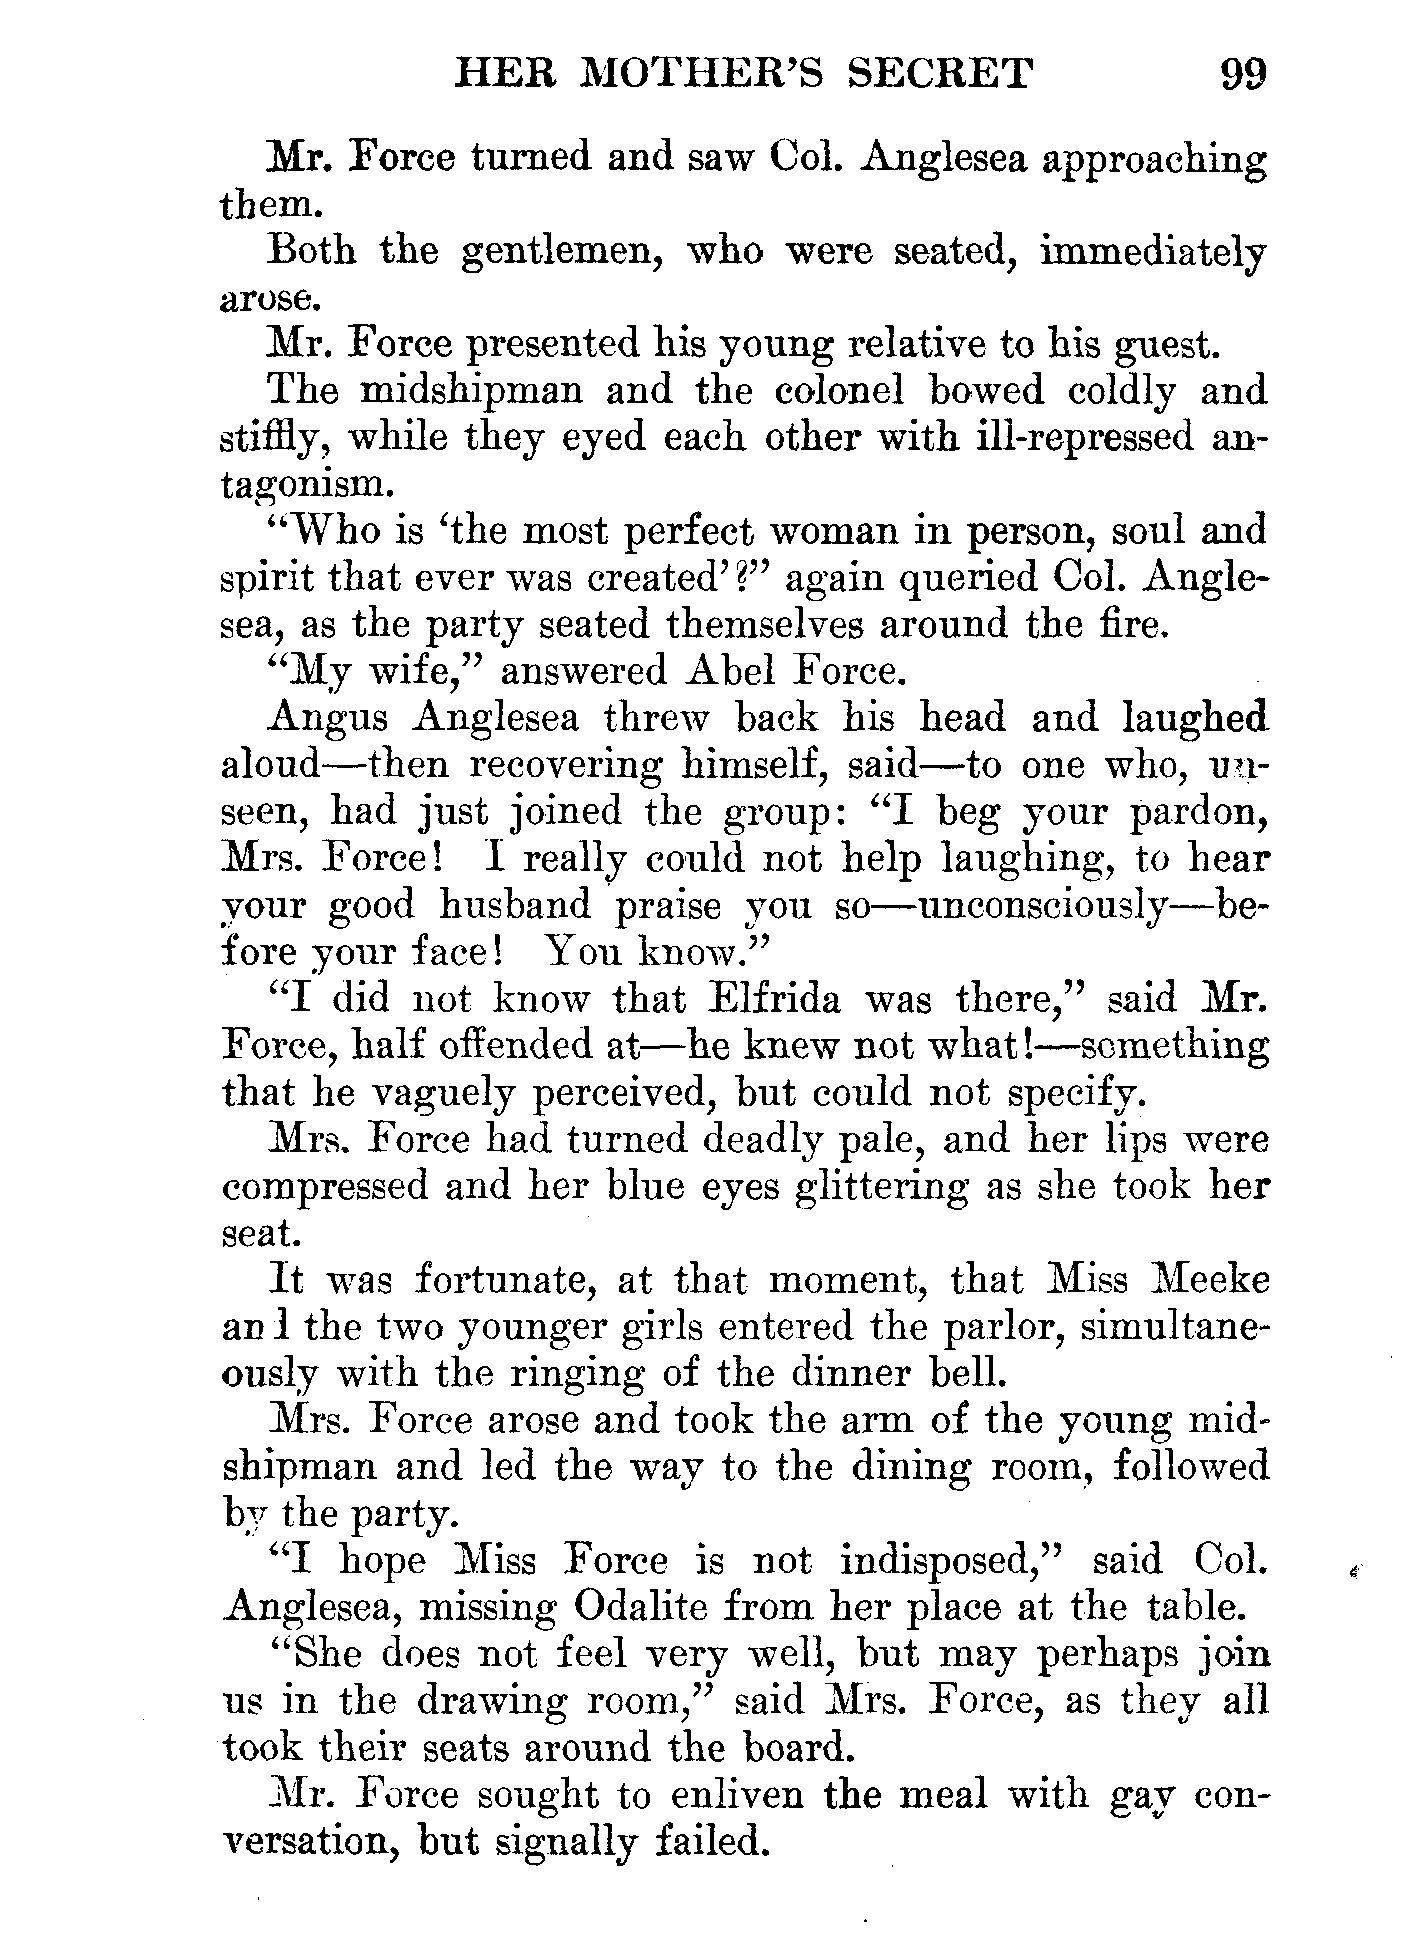 HER MOTHER'S SECRET 99
Mr. Force turned and saw Col. Anglesea approaching
them.
Both the gentlemen, who were seated, immediately
arose.
Mr. Force presented his young relative to his guest.
The midshipman and the colonel bowed coldly and
stiffly, while they eyed each other with ill-repressed an-
tagonism.
“Who is ‘the most perfect woman in person, soul and
spirit that ever was created’?” again queried Col. Angle-
sea, as the party seated themselves around the fire.
“My wife,” answered Abel Force.
Angus Anglesea threw back his head and laughed
aloud—then recovering himself, said—to one who, un-
seen, had just joined the group: “I beg your pardon,
Mrs. Force! I really could not help laughing, to hear
your good husband praise you so—unconsciously—be-
fore your face! You know.”
“I did not know that Elfrida was there,” said Mr.
Force, half offended at—he knew not what!—something
that he vaguely perceived, but could not specify.
Mrs. Force had turned deadly pale, and her lips were
compressed and her blue eyes glittering as she took her
seat.
It was fortunate, at that moment, that Miss Meeke
and the two younger girls entered the parlor, simultane-
ously with the ringing of the dinner bell.
Mrs. Force arose and took the arm of the young mid-
shipman and led the way to the dining room, followed
by the party.
“I hope Miss Force is not indisposed,” said Col.
Anglesea, missing Odalite from her place at the table.
“She does not feel very well, but may perhaps join
us in the drawing room,” said Mrs. Force, as they all
took their seats around the board.
Mr. Force sought to enliven the meal with gay con-
versation, but signally failed.